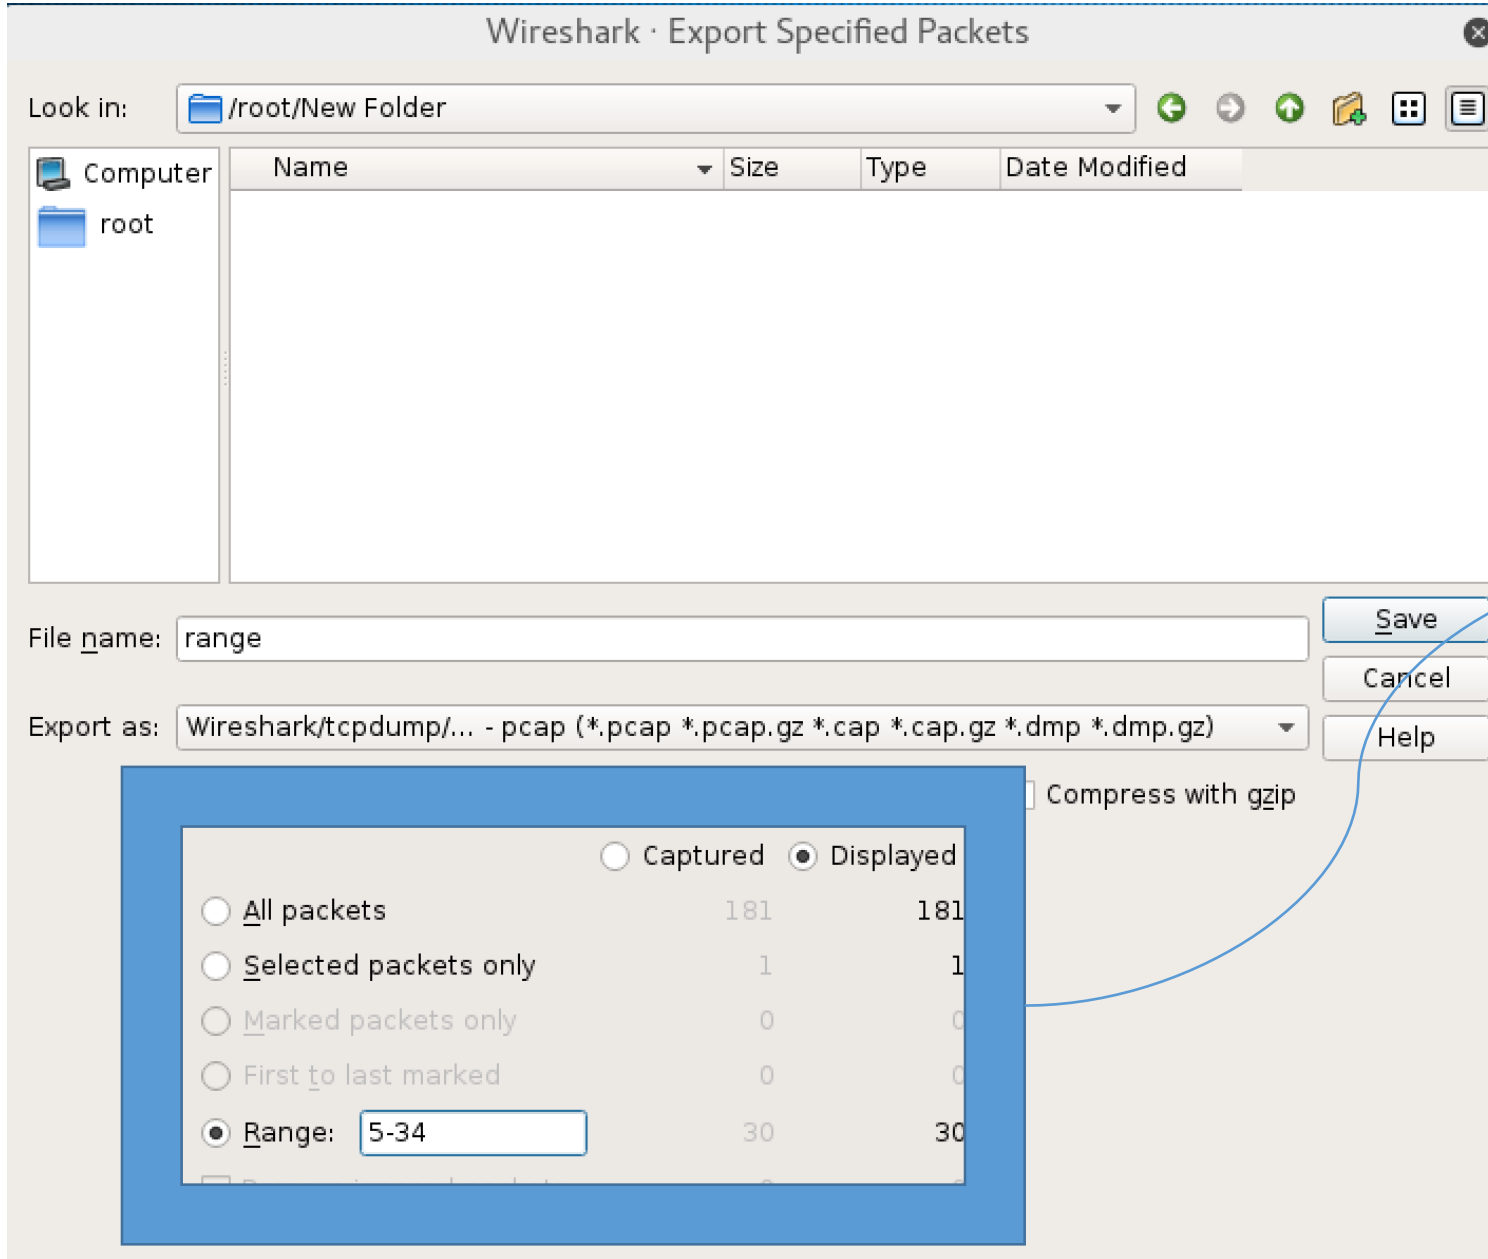 Wireshark · Export Specified Packets
Look in: /root/New Folder
Computer Name Size Type Date Modified
root
File name: range Save
Cancel
Export as: Wireshark/tcpdump/... - pcap (*.pcap *.pcap.gz *.cap *.cap.gz *.dmp *.dmp.gz) Help
Compress with gzip
Captured Displayed
All packets 181 181
Selected packets only 1 1
Marked packets only 0 0
First to last marked 0 0
Range: 5-34 30 30